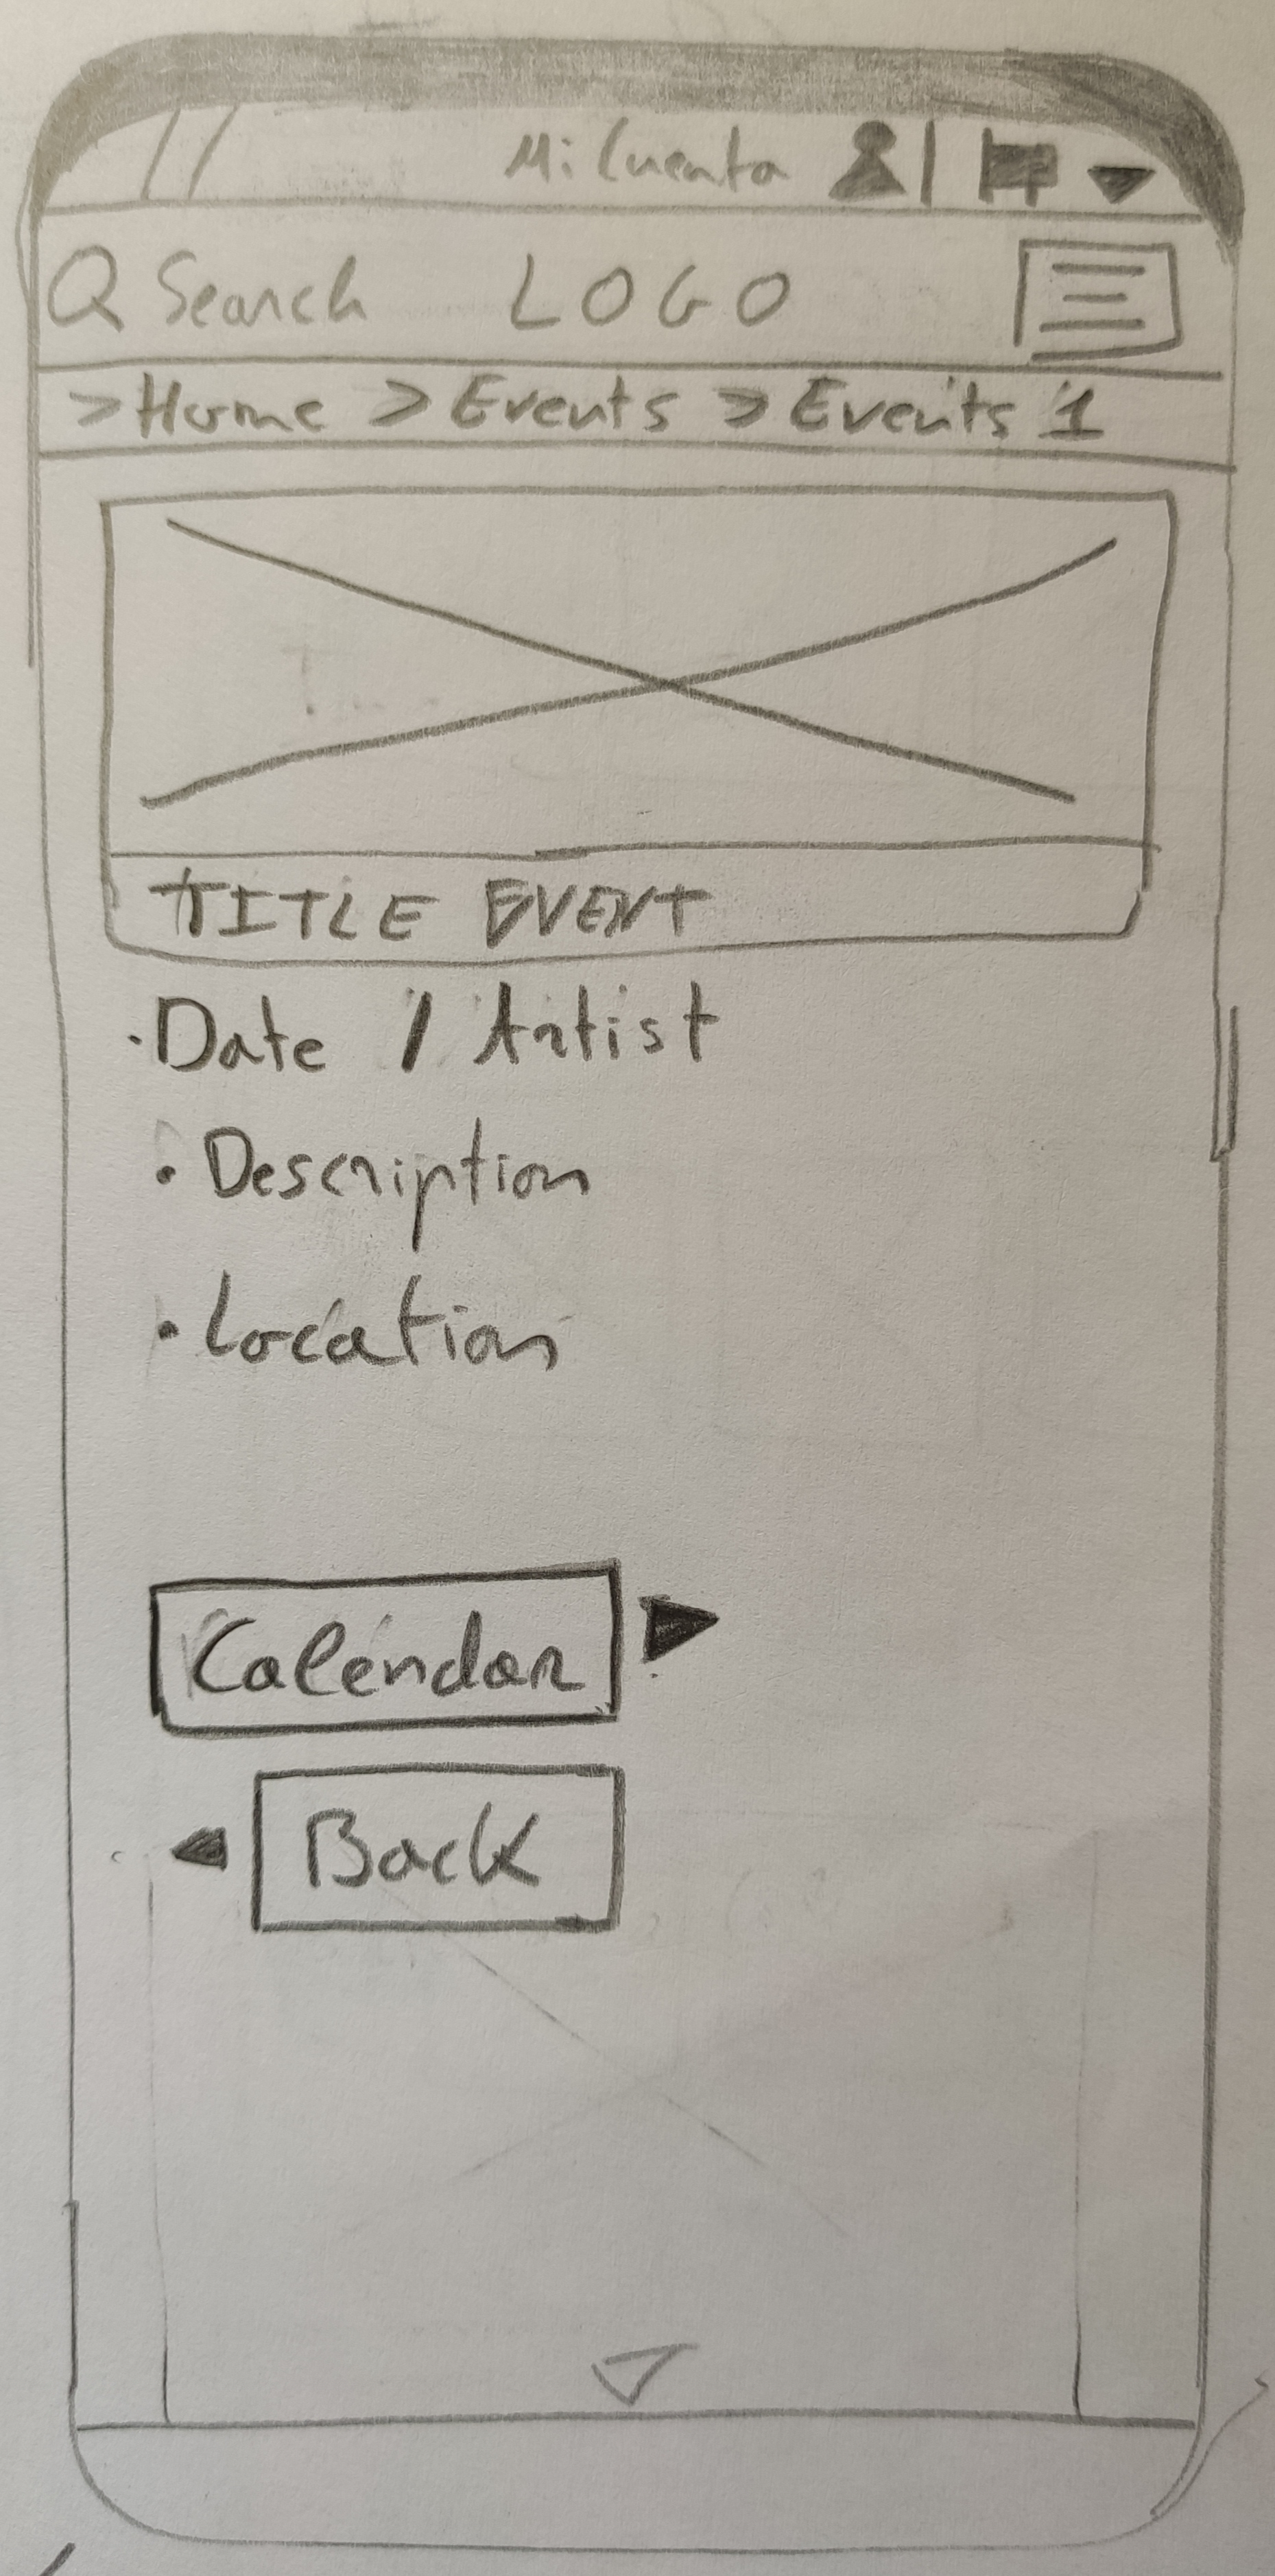 Mi Cuenta
Search LOGO
> Home > Events > Events 1
TITLE EVENT
· Date / Artist
· Description
· Location
Calendar
Back